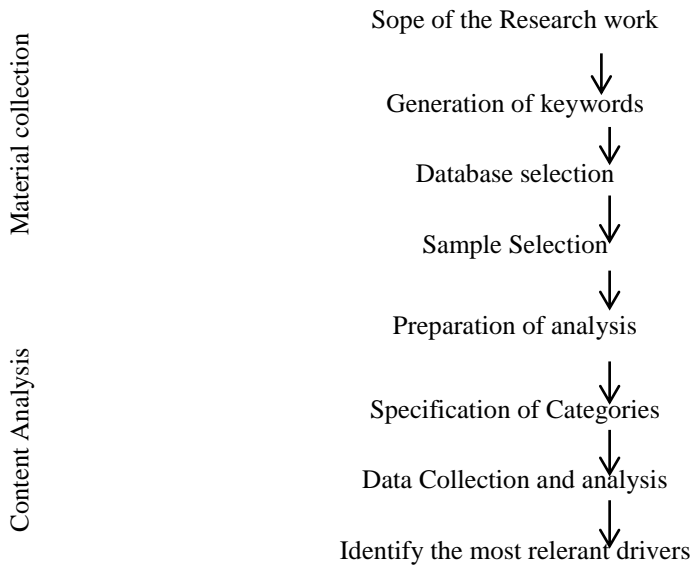 Material collection
Sope of the Research work
Generation of keywords
Database selection
Sample Selection
Content Analysis
Preparation of analysis
Specification of Categories
Data Collection and analysis
Identify the most relerant drivers